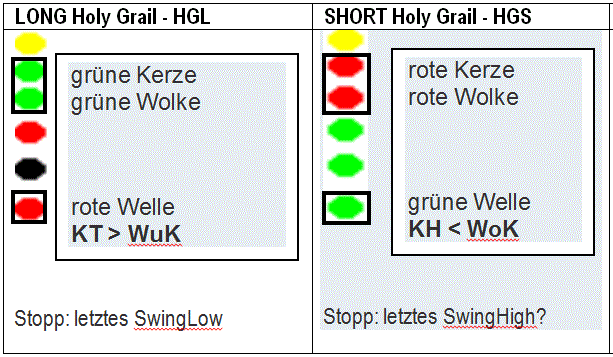 LONG Holy Grail - HGL
grüne Kerze
grüne Wolke
rote Welle
KT > WuK
Stopp: letztes SwingLow
SHORT Holy Grail - HGS
rote Kerze
rote Wolke
grüne Welle
KH < WoK
Stopp: letztes SwingHigh?